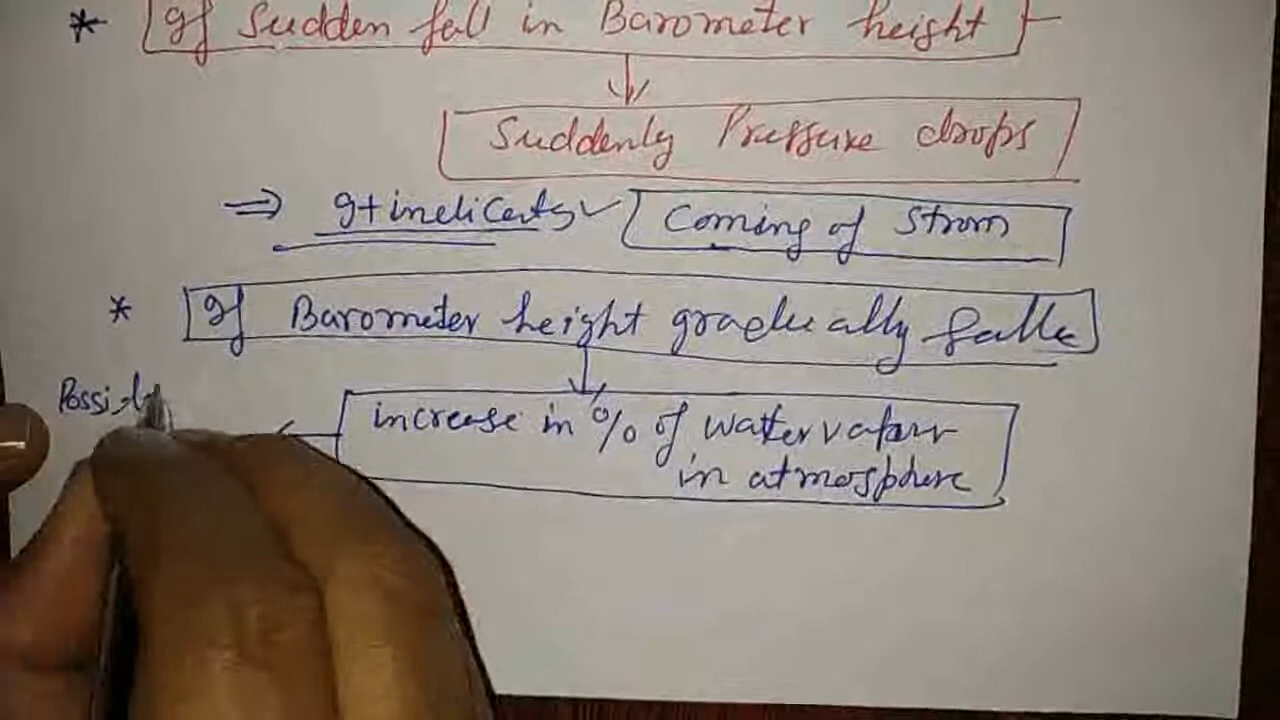 * If Sudden fall in Barometer height
Suddenly Pressure drops
⇒ It indicates Coming of Strom
* If Barometer height gradually falls
Possib
increase in % of water vapour
in atmosphere